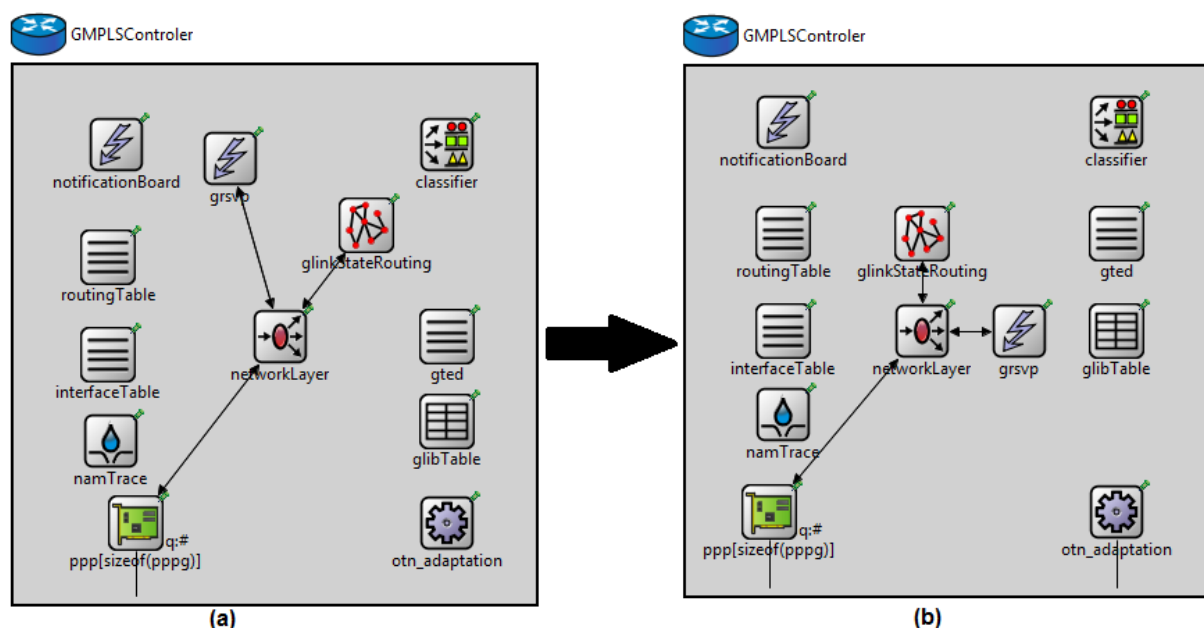 GMPLSControler
notificationBoard
grsvp
classifier
glinkStateRouting
routingTable
networkLayer
interfaceTable
gted
namTrace
glibTable
q:#
ppp[sizeof(pppg)]
otn_adaptation
(a)
GMPLSControler
notificationBoard
classifier
routingTable
glinkStateRouting
gted
interfaceTable
networkLayer
grsvp
glibTable
namTrace
q:#
ppp[sizeof(pppg)]
otn_adaptation
(b)